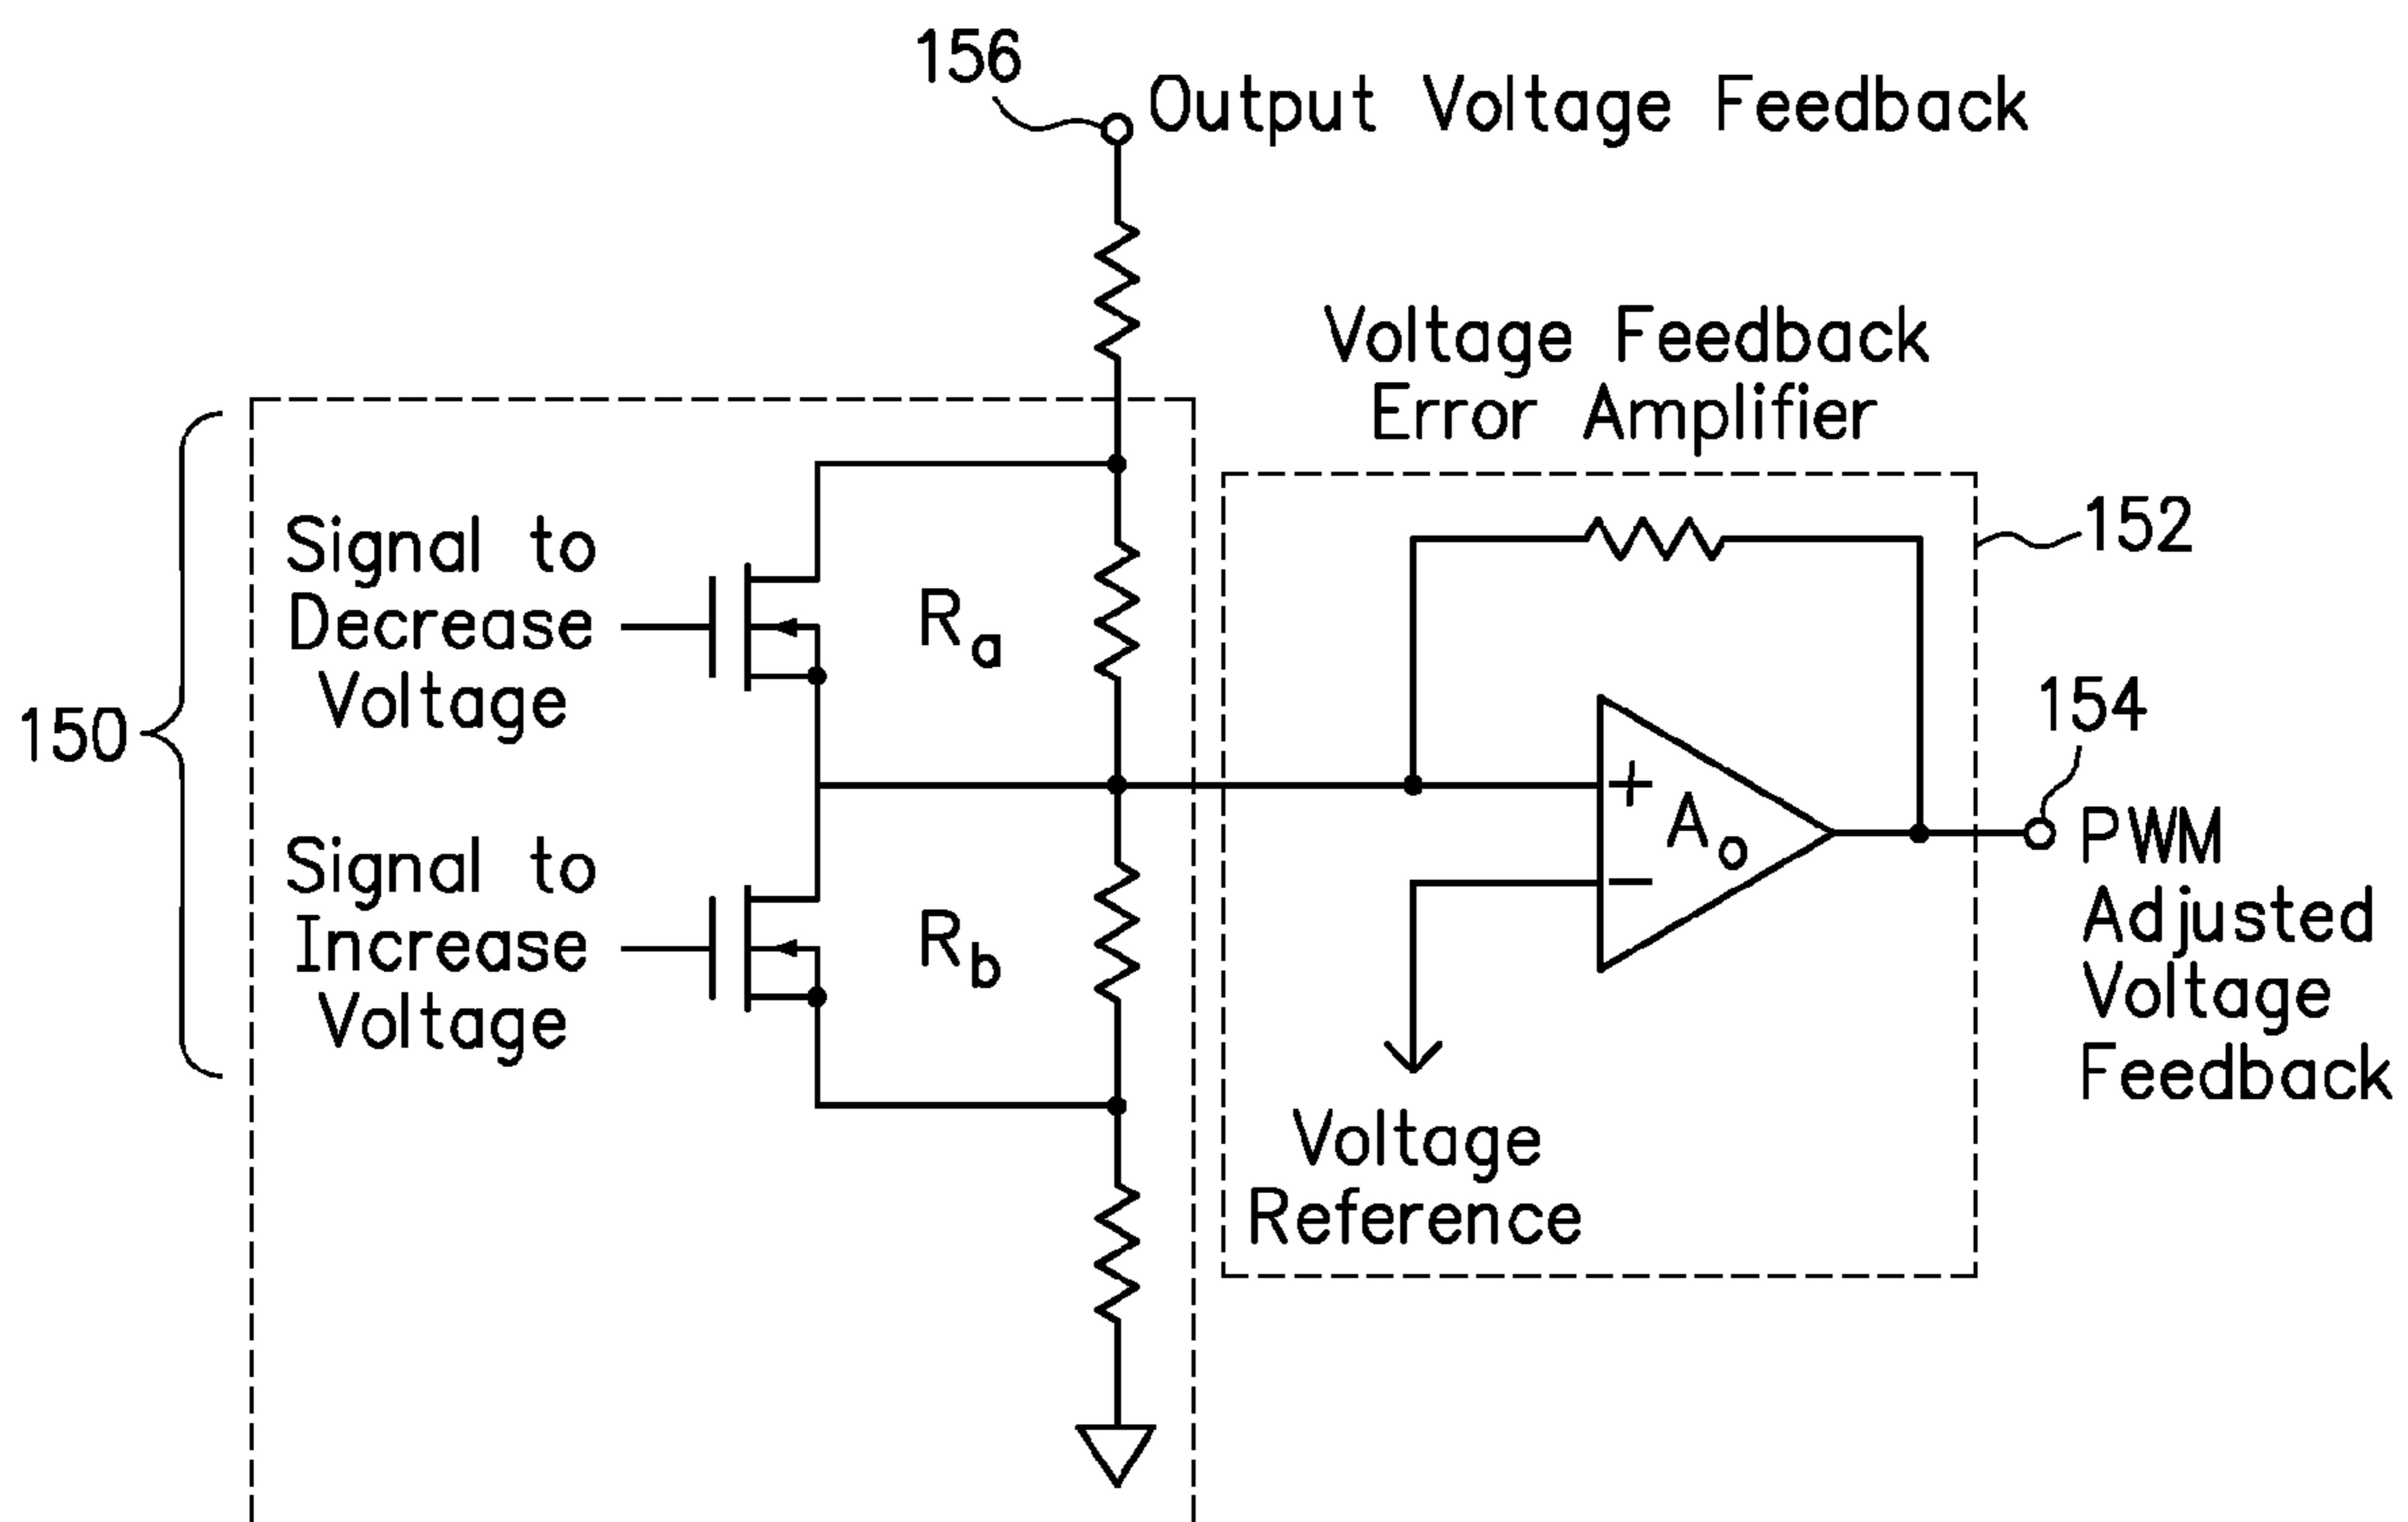 156
Output Voltage Feedback
Voltage Feedback
Error Amplifier
152
Signal to
Decrease
Voltage
Ra
150
154
+
Ao
−
PWM
Adjusted
Voltage
Feedback
Signal to
Increase
Voltage
Rb
Voltage
Reference